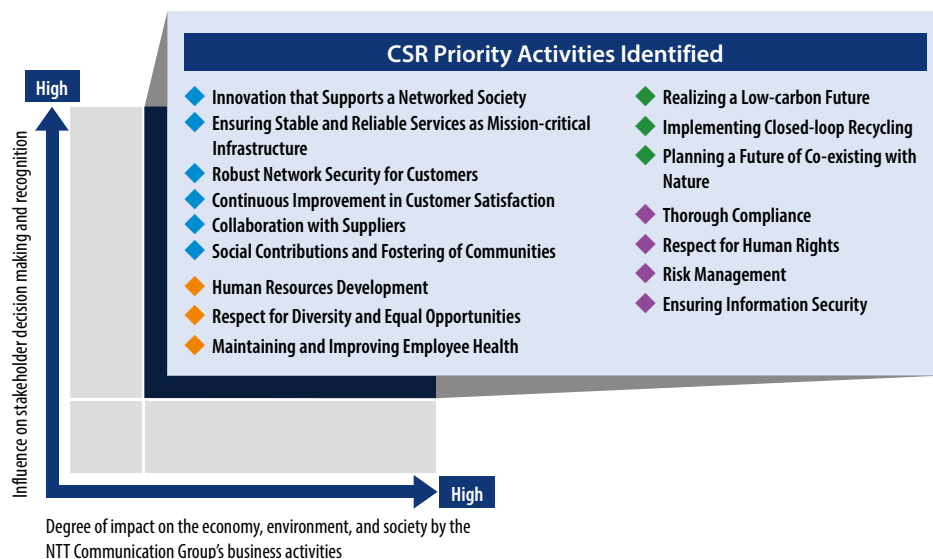 CSR Priority Activities Identified
High
Influence on stakeholder decision making and recognition
Innovation that Supports a Networked Society
Ensuring Stable and Reliable Services as Mission-critical
Infrastructure
Robust Network Security for Customers
Continuous Improvement in Customer Satisfaction
Collaboration with Suppliers
Social Contributions and Fostering of Communities
Human Resources Development
Respect for Diversity and Equal Opportunities
Maintaining and Improving Employee Health
Realizing a Low-carbon Future
Implementing Closed-loop Recycling
Planning a Future of Co-existing with
Nature
Thorough Compliance
Respect for Human Rights
Risk Management
Ensuring Information Security
High
Degree of impact on the economy, environment, and society by the
NTT Communication Group's business activities